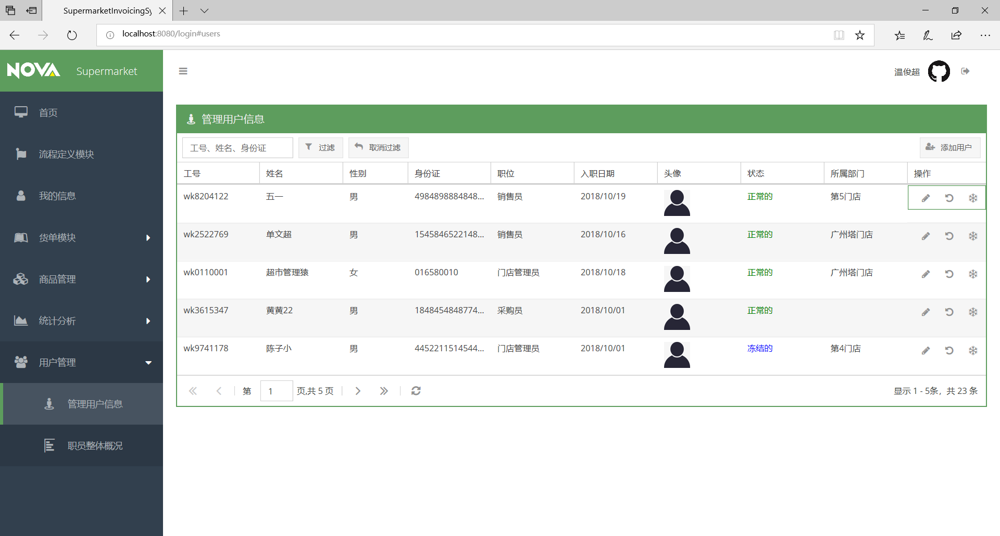 SupermarketInvoicingSy
localhost:8080/login#users
NOVA Supermarket
温俊超
首页
流程定义模块
我的信息
货单模块
商品管理
统计分析
用户管理
管理用户信息
职员整体概况
管理用户信息
工号、姓名、身份证 过滤 取消过滤 添加用户
工号 姓名 性别 身份证 职位 入职日期 头像 状态 所属部门 操作
wk8204122 五一 男 4984898884848... 销售员 2018/10/19 正常的 第5门店
wk2522769 单文超 男 1545846522148... 销售员 2018/10/16 正常的 广州塔门店
wk0110001 超市管理猿 女 016580010 门店管理员 2018/10/18 正常的 广州塔门店
wk3615347 黄黄22 男 1848454848774... 采购员 2018/10/01 正常的
wk9741178 陈子小 男 4452211514544... 门店管理员 2018/10/01 冻结的 第4门店
第 1 页,共 5 页 显示 1 - 5条，共 23 条